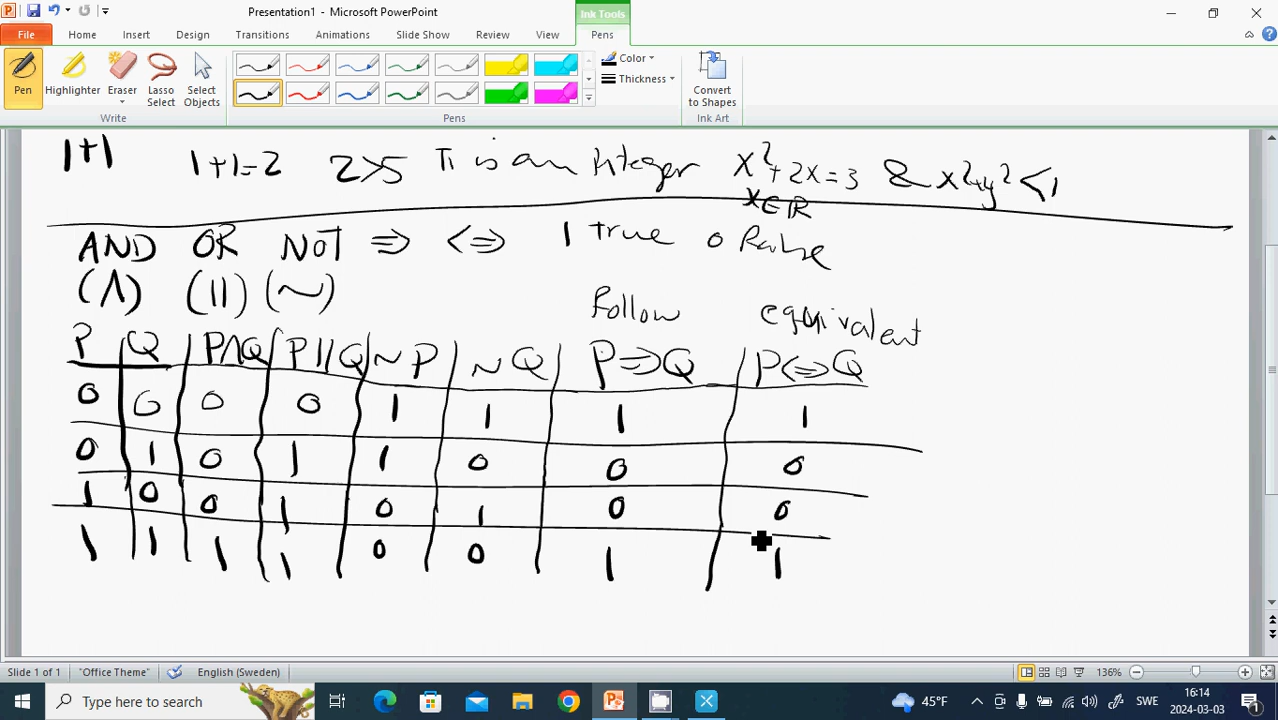 Presentation1 - Microsoft PowerPoint
Ink Tools
File Home Insert Design Transitions Animations Slide Show Review View Pens
Pen Highlighter Eraser Lasso Select Select Objects Color Thickness Convert to Shapes
Write Pens Ink Art
1+1 1+1=2 2>5 π is an integer x²+2x=3 & x²+y²<1
x∈ℝ
AND OR NOT ⇒ <=> 1 true 0 false
(∧) (||) (~)
follow equivalent
P Q P∧Q P||Q ~P ~Q P⇒Q P<=>Q
0 0 0 0 1 1 1 1
0 1 0 1 1 0 0 0
1 0 0 1 0 1 0 0
1 1 1 1 0 0 1 1
Slide 1 of 1 "Office Theme" English (Sweden) 136%
Type here to search 45°F SWE 16:14
2024-03-03 1